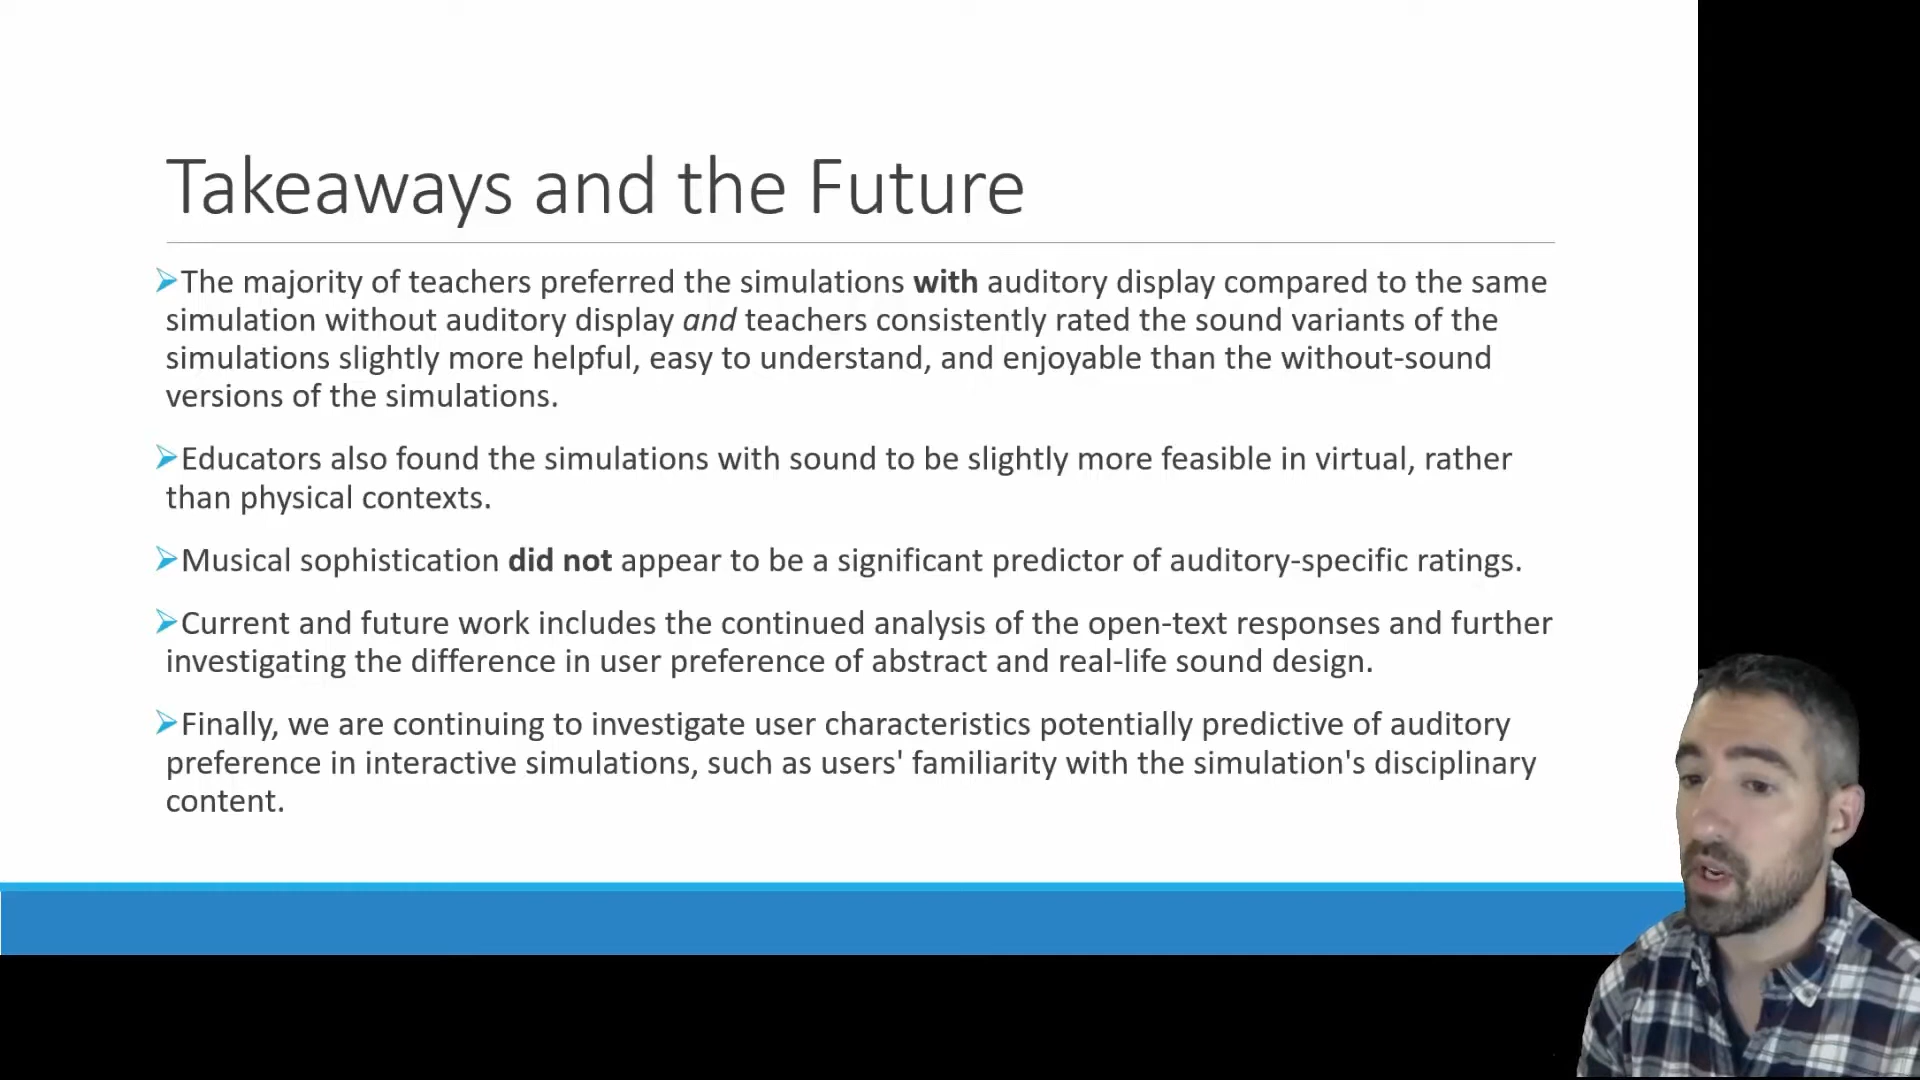 Takeaways and the Future
➢The majority of teachers preferred the simulations with auditory display compared to the same
simulation without auditory display and teachers consistently rated the sound variants of the
simulations slightly more helpful, easy to understand, and enjoyable than the without-sound
versions of the simulations.
➢Educators also found the simulations with sound to be slightly more feasible in virtual, rather
than physical contexts.
➢Musical sophistication did not appear to be a significant predictor of auditory-specific ratings.
➢Current and future work includes the continued analysis of the open-text responses and further
investigating the difference in user preference of abstract and real-life sound design.
➢Finally, we are continuing to investigate user characteristics potentially predictive of auditory
preference in interactive simulations, such as users' familiarity with the simulation's disciplinary
content.